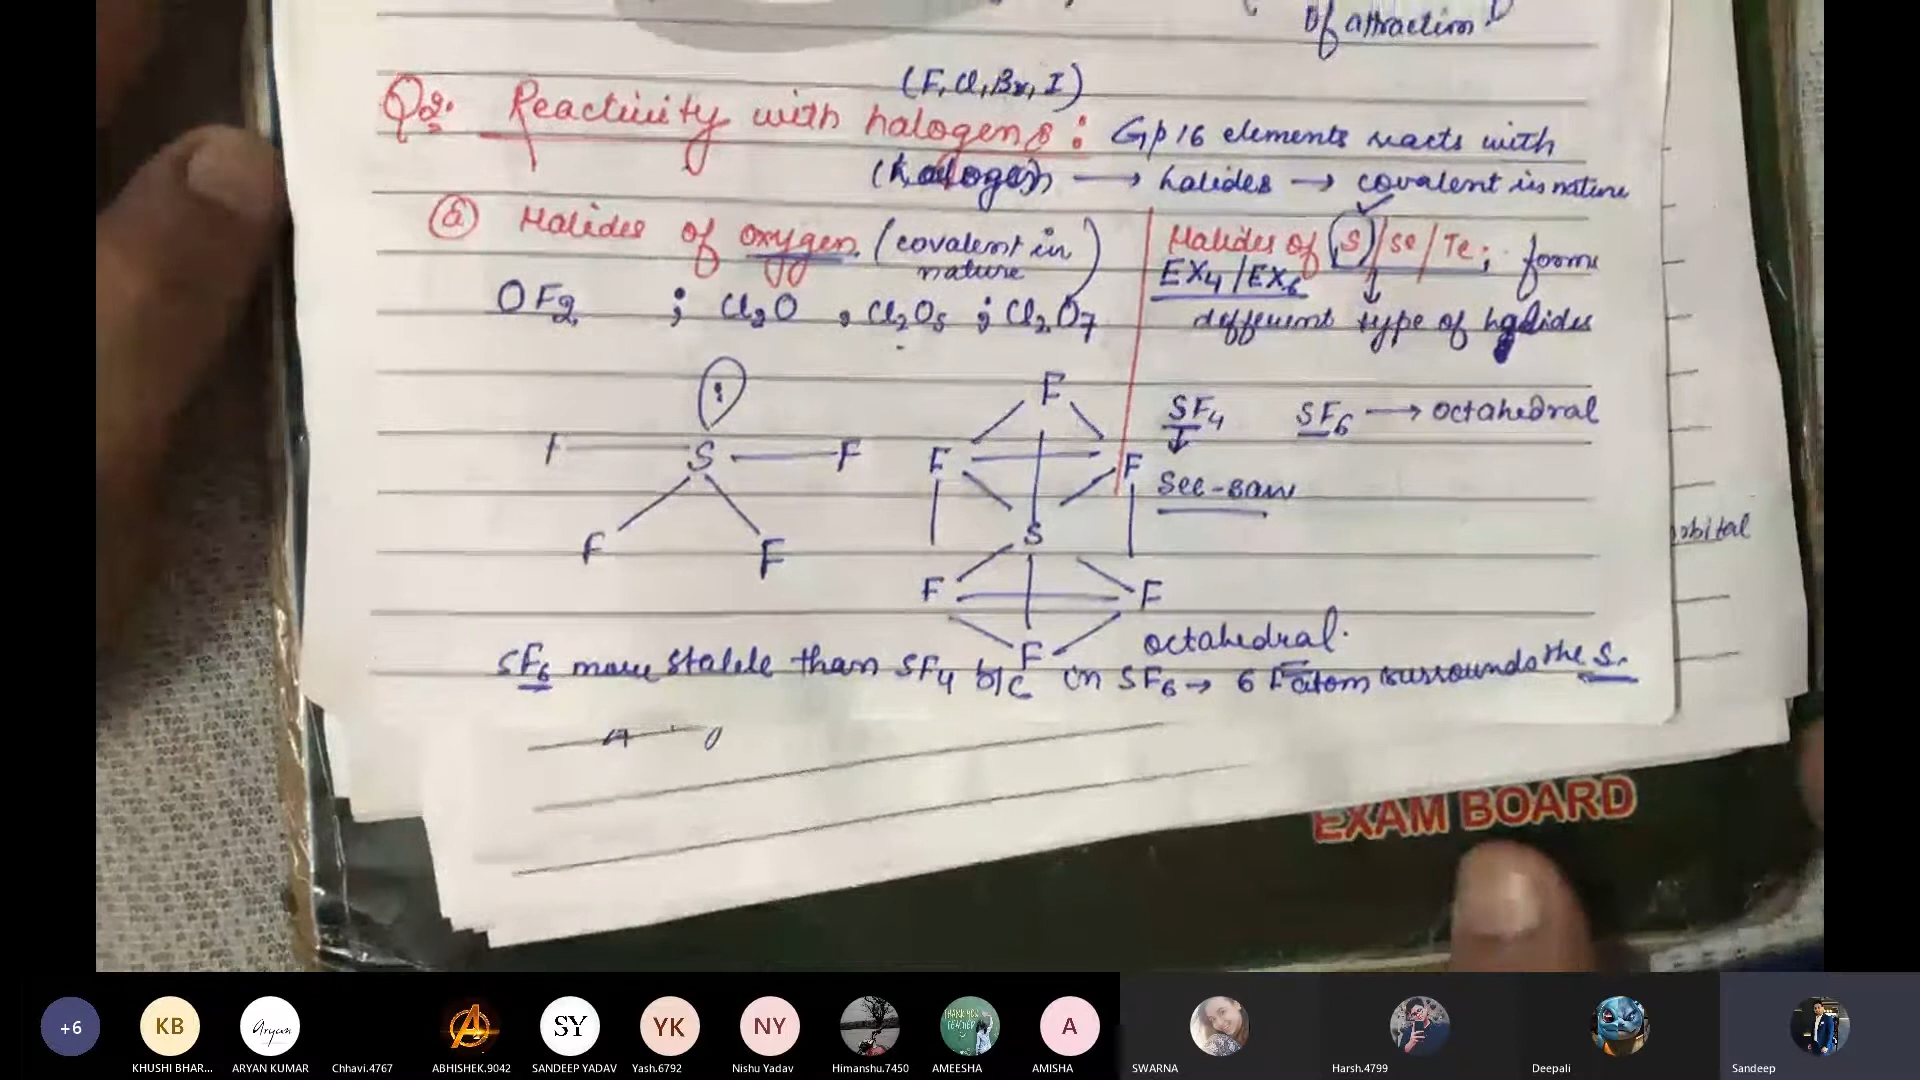 Of attraction
(F, Cl, Br, I)
Q2. Reactivity with halogens : Gp 16 elements reacts with
(halogen) → halides → covalent in nature
(a) Halides of oxygen. (covalent in nature)
OF2 ; Cl2O , Cl2O5 ; Cl2O7
Halides of S/Se/Te; forms
EX4/EX6
different type of halides
SF4 SF6 → octahedral
See-saw
S F F F
F F F S F F F
octahedral.
SF6 more stable than SF4 b/c in SF6 → 6 F atom surrounds the S.
orbital
EXAM BOARD
+6
KB
SY
YK
NY
A
KHUSHI BHAR...
ARYAN KUMAR
Chhavi.4767
ABHISHEK.9042
SANDEEP YADAV
Yash.6792
Nishu Yadav
Himanshu.7450
AMEESHA
AMISHA
SWARNA
Harsh.4799
Deepali
Sandeep